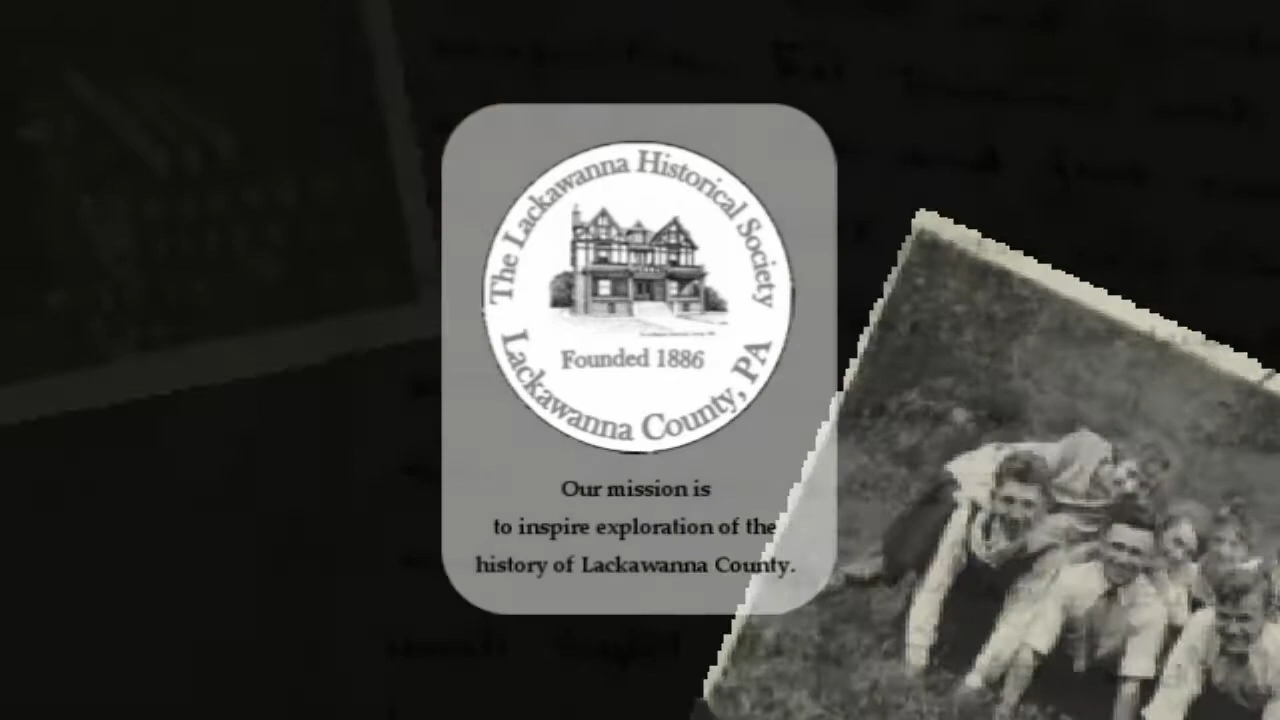 The Lackawanna Historical Society
Founded 1886
Lackawanna County, PA
Our mission is
to inspire exploration of the
history of Lackawanna County.